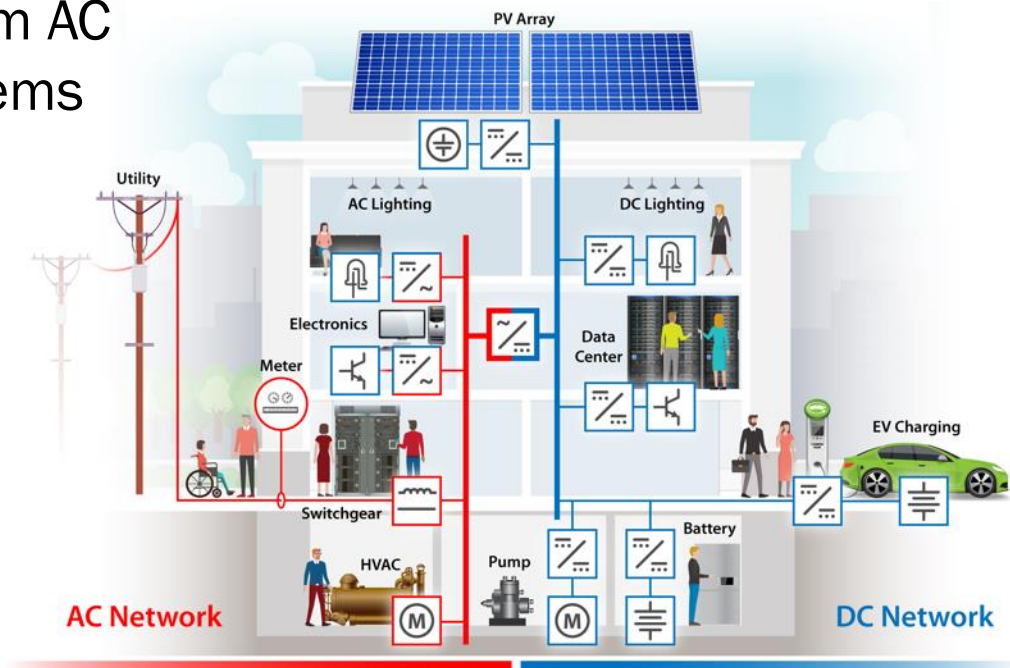 m AC
ems
PV Array
Utility
AC Lighting
DC Lighting
Electronics
Data
Center
Meter
EV Charging
Switchgear
HVAC
Pump
Battery
M
M
AC Network
DC Network